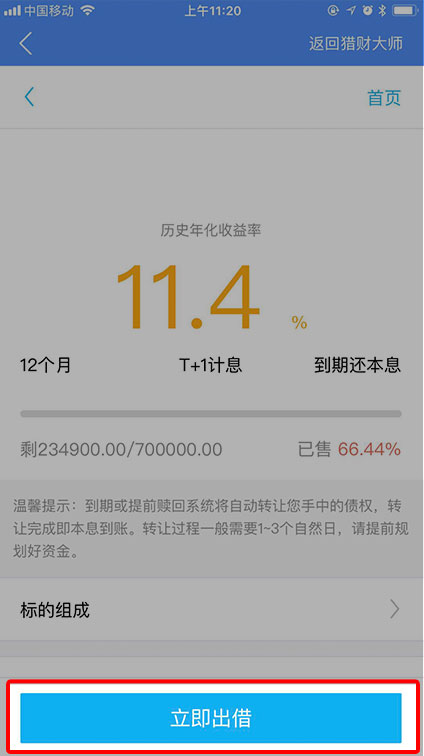 中国移动 上午11:20
返回猎财大师
首页
历史年化收益率
11.4 %
12个月 T+1计息 到期还本息
剩234900.00/700000.00 已售 66.44%
温馨提示：到期或提前赎回系统将自动转让您手中的债权，转
让完成即本息到账。转让过程一般需要1~3个自然日，请提前规
划好资金。
标的组成
立即出借